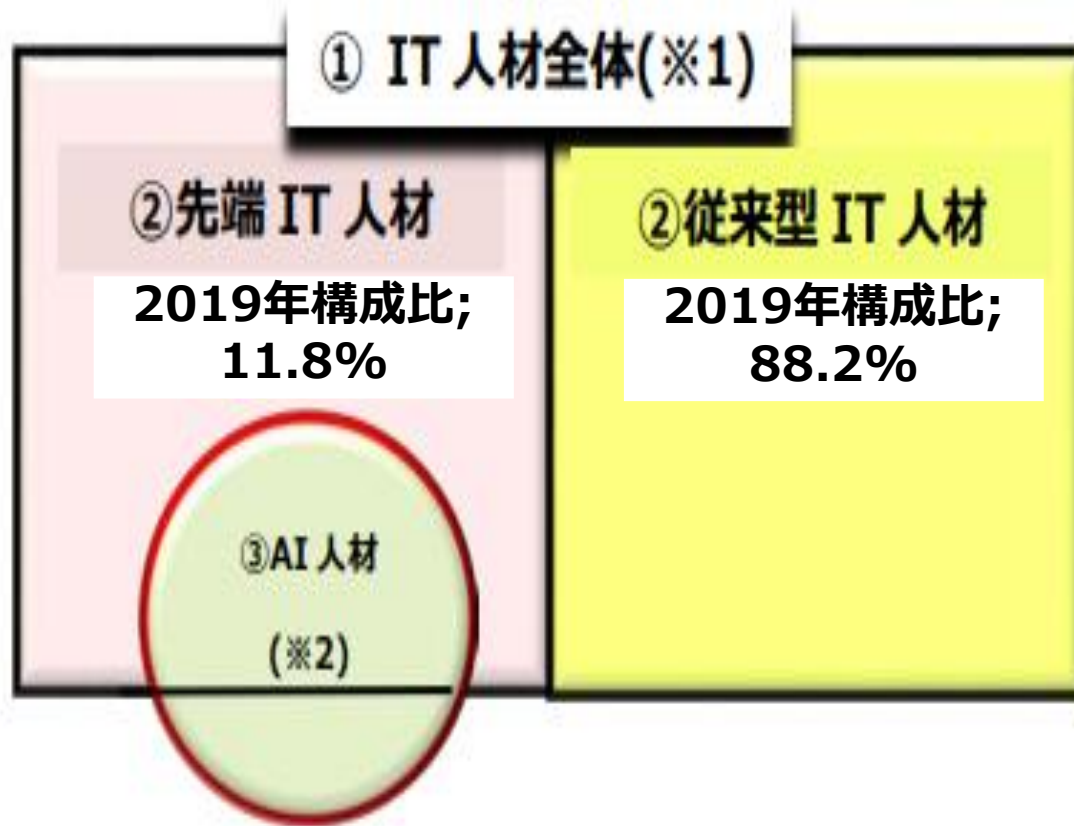 ① IT 人材全体(※1)
②先端 IT 人材
2019年構成比;
11.8%
②従来型 IT 人材
2019年構成比;
88.2%
③AI 人材
(※2)